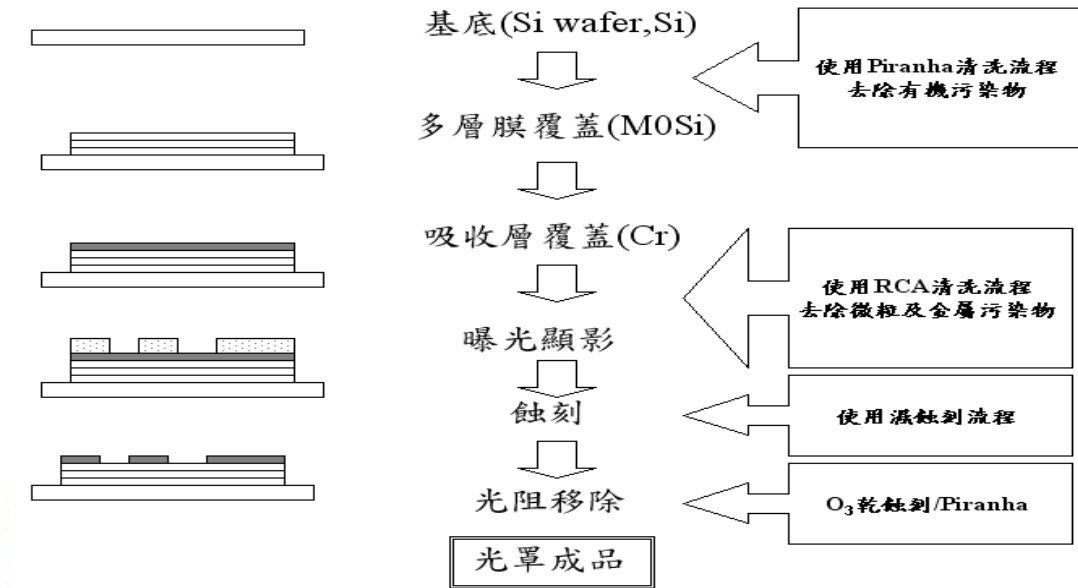 基底(Si wafer,Si)
使用Piranha清洗流程
去除有機污染物
多層膜覆蓋(M0Si)
吸收層覆蓋(Cr)
使用RCA清洗流程
去除微粒及金屬污染物
曝光顯影
蝕刻
使用濕蝕刻流程
光阻移除
O₃乾蝕刻/Piranha
光罩成品